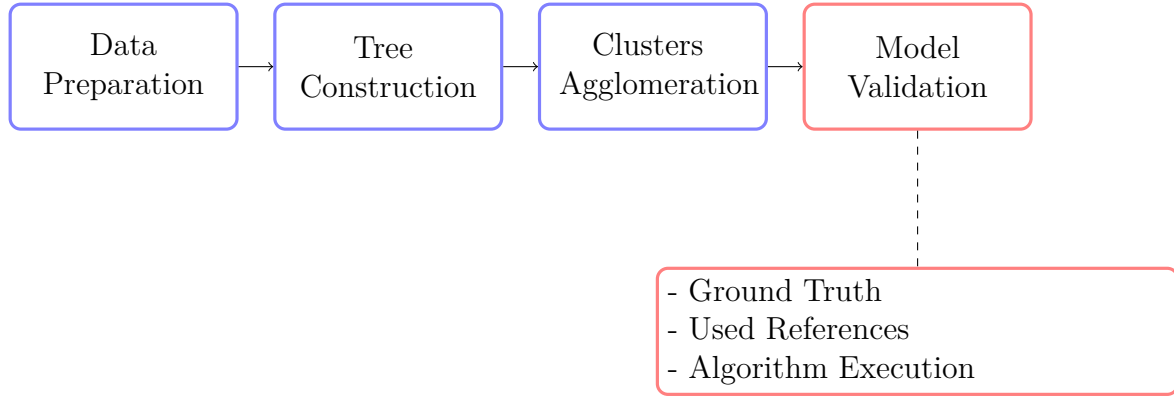 Data
Preparation
Tree
Construction
Clusters
Agglomeration
Model
Validation
- Ground Truth
- Used References
- Algorithm Execution